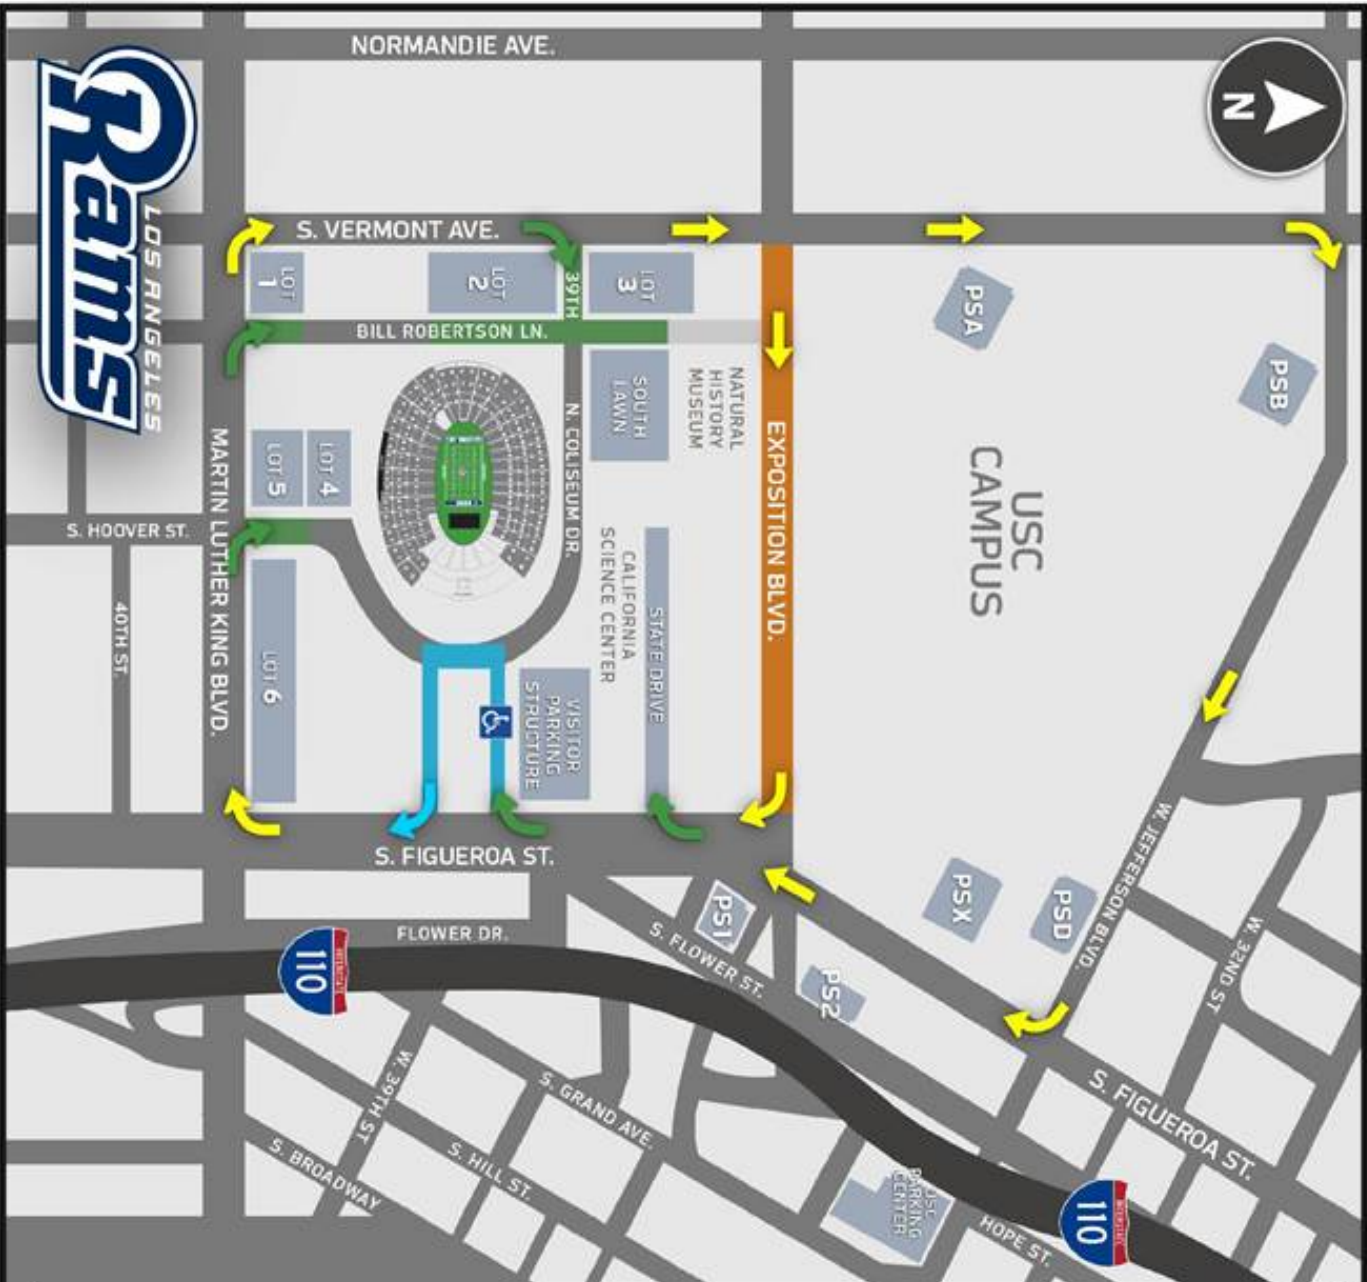 NORMANDIE AVE.
N
LOS ANGELES
Rams
S. VERMONT AVE.
LOT
1
LOT
2
39TH
LOT
3
BILL ROBERTSON LN.
PSA
PSB
NATURAL
HISTORY
MUSEUM
SOUTH
LAWN
N. COLISEUM DR.
EXPOSITION BLVD.
USC
CAMPUS
MARTIN LUTHER KING BLVD.
LOT 5
LOT 4
S. HOOVER ST.
40TH ST.
CALIFORNIA
SCIENCE CENTER
STATE DRIVE
LOT 6
VISITOR
PARKING
STRUCTURE
S. FIGUEROA ST.
W. JEFFERSON BLVD.
W. 32ND ST
PSX
PSD
PS1
PS2
FLOWER DR.
S. FLOWER ST.
INTERSTATE
110
W. 39TH ST
S. GRAND AVE.
S. HILL ST.
S. BROADWAY
S. FIGUEROA ST.
USC
PARKING
CENTER
HOPE ST.
INTERSTATE
110